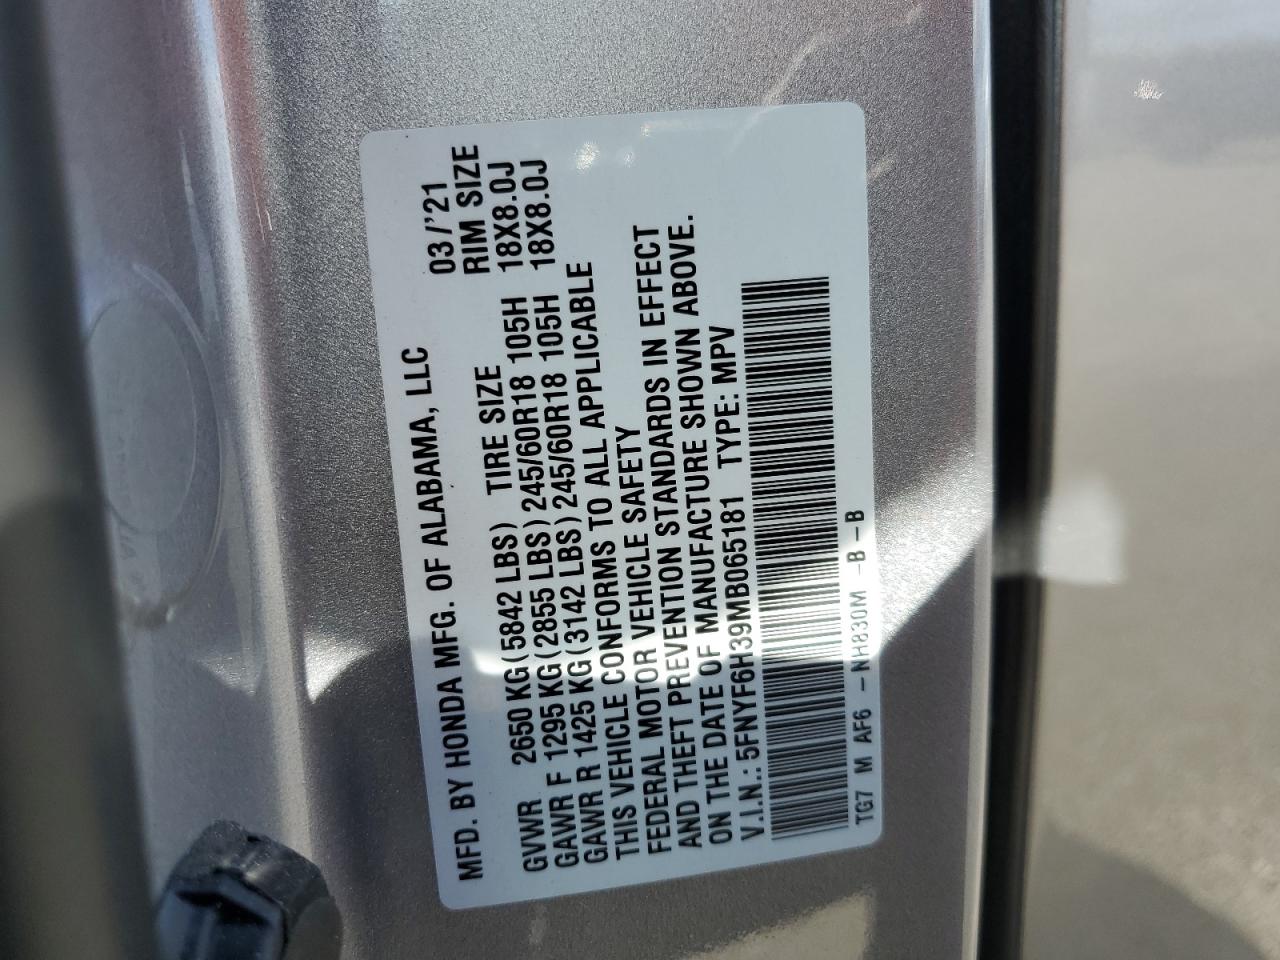 MFD. BY HONDA MFG. OF ALABAMA, LLC 03/'21
GVWR 2650 KG (5842 LBS) TIRE SIZE RIM SIZE
GAWR F 1295 KG (2855 LBS) 245/60R18 105H 18X8.0J
GAWR R 1425 KG (3142 LBS) 245/60R18 105H 18X8.0J
THIS VEHICLE CONFORMS TO ALL APPLICABLE
FEDERAL MOTOR VEHICLE SAFETY
AND THEFT PREVENTION STANDARDS IN EFFECT
ON THE DATE OF MANUFACTURE SHOWN ABOVE.
V.I.N.: 5FNYF6H39MB065181 TYPE: MPV
TG7 M AF6 - NH830M -B -B